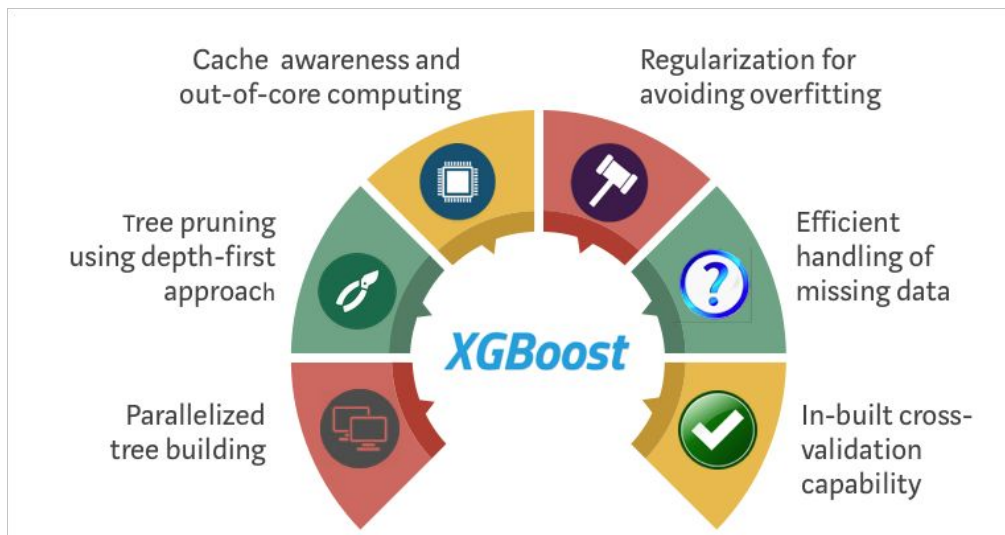 Cache awareness and
out-of-core computing
Regularization for
avoiding overfitting
Tree pruning
using depth-first
approach
Efficient
handling of
missing data
?
XGBoost
Parallelized
tree building
In-built cross-
validation
capability